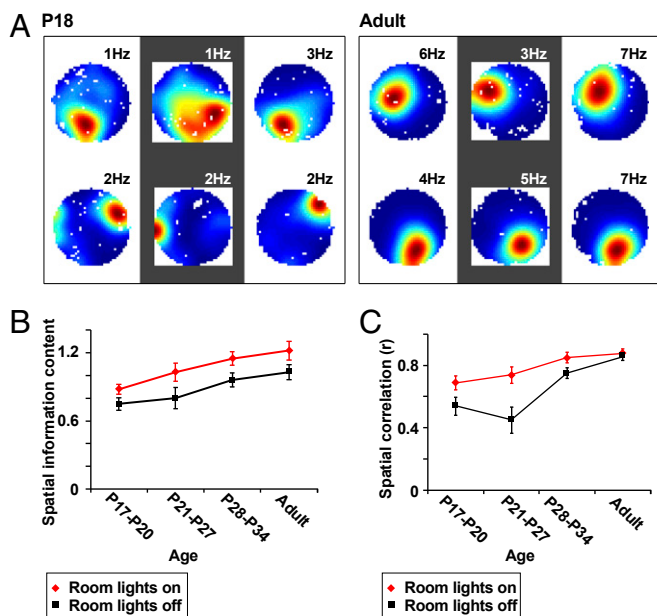 A P18 Adult
1Hz 1Hz 3Hz 6Hz 3Hz 7Hz
2Hz 2Hz 2Hz 4Hz 5Hz 7Hz
B
Spatial information content
1.2
0.6
0
P17-P20 P21-P27 P28-P34 Adult
Age
Room lights on
Room lights off
C
Spatial correlation (r)
0.8
0.4
0
P17-P20 P21-P27 P28-P34 Adult
Age
Room lights on
Room lights off